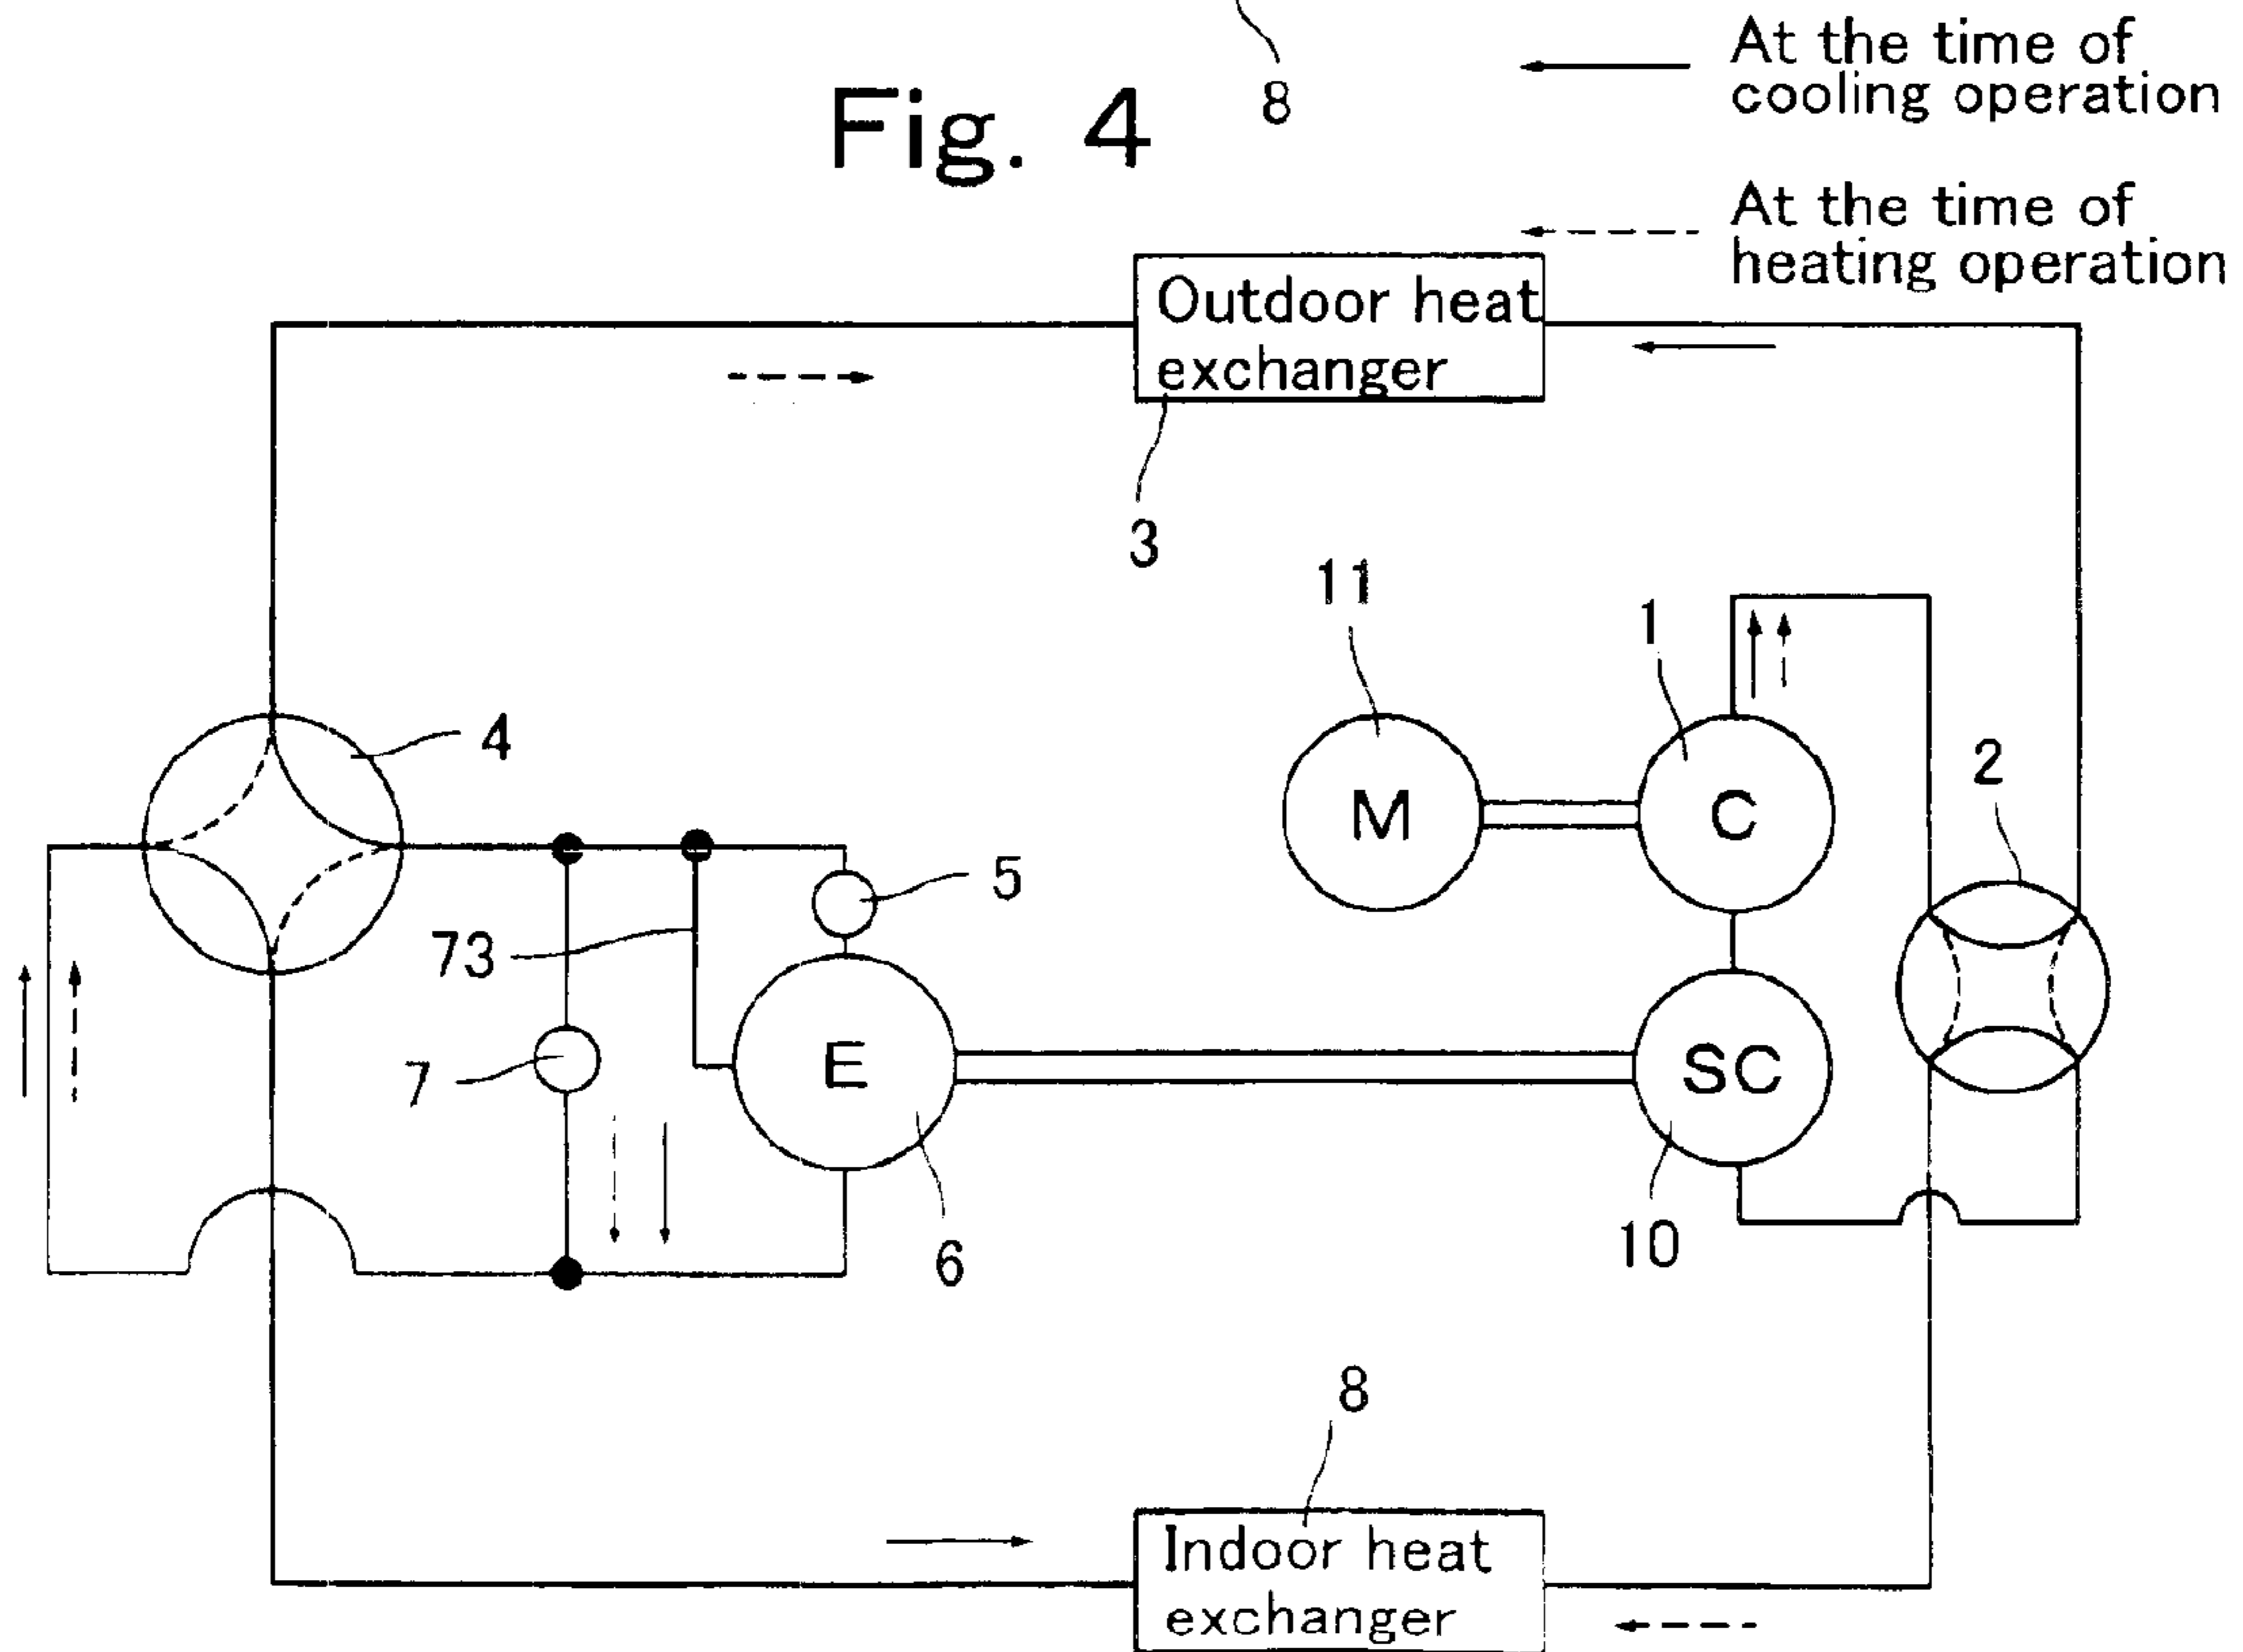 8
At the time of
cooling operation
Fig. 4
At the time of
heating operation
Outdoor heat
exchanger
3
11
1
4
2
M
C
5
73
7
E
SC
6
10
8
Indoor heat
exchanger